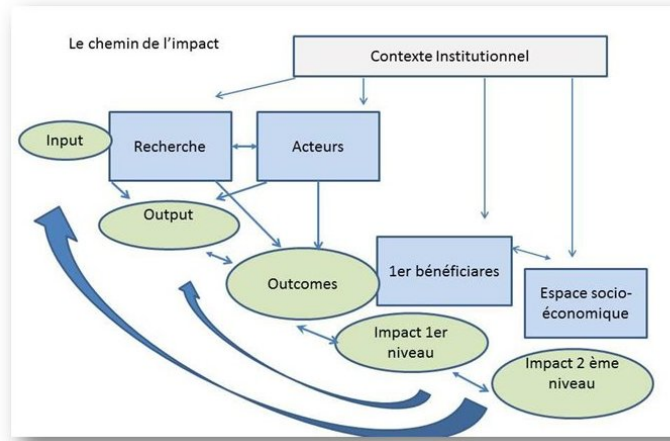 Le chemin de l'impact
Contexte Institutionnel
Input
Recherche
Acteurs
Output
Outcomes
1er bénéficiares
Espace socio-
économique
Impact 1er
niveau
Impact 2 ème
niveau